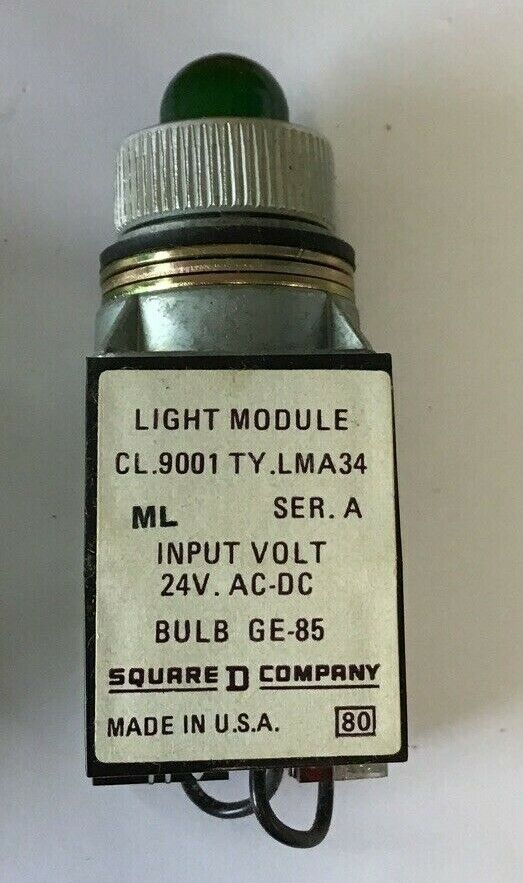 LIGHT MODULE
CL.9001 TY.LMA34
ML SER. A
INPUT VOLT
24V. AC-DC
BULB GE-85
SQUARE D COMPANY
MADE IN U.S.A. 80